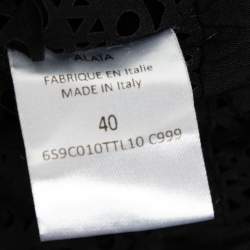 ALAÏA
FABRIQUE EN Italie
MADE IN Italy
40
6S9C010TTL10 C999